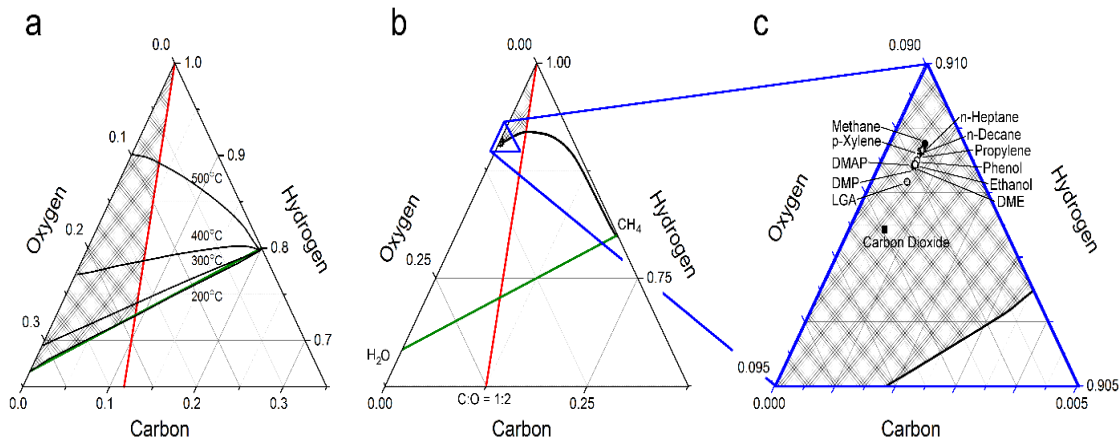 a
0.0
1.0
0.1
0.9
500°C
Oxygen
Hydrogen
0.2
400°C
0.8
300°C
200°C
0.3
0.7
0.0
0.1
0.2
0.3
Carbon
b
0.00
1.00
Oxygen
Hydrogen
CH4
0.25
0.75
H2O
C:O = 1:2
0.00
0.25
Carbon
c
0.090
0.910
n-Heptane
Methane
n-Decane
p-Xylene
Propylene
DMAP
Phenol
DMP
Ethanol
LGA
DME
Oxygen
Hydrogen
Carbon Dioxide
0.095
0.905
0.000
0.005
Carbon